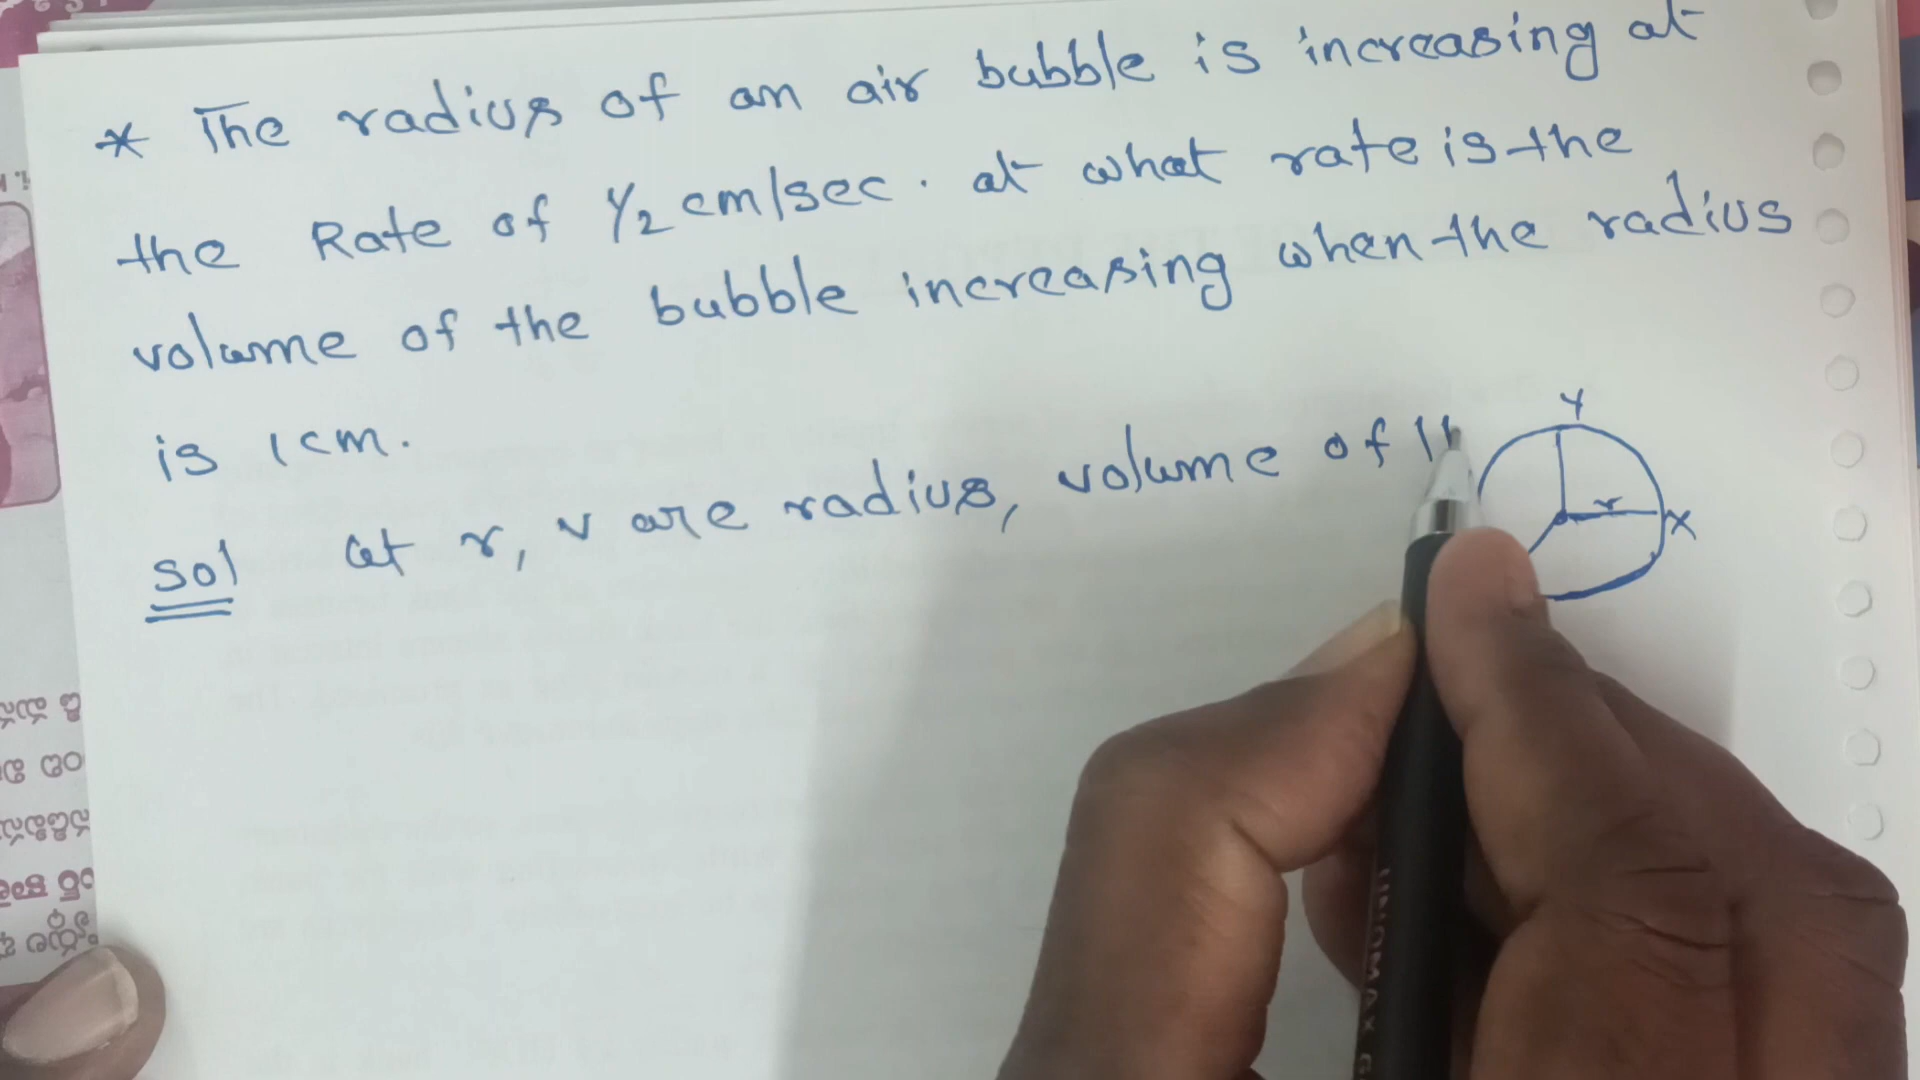 * The radius of an air bubble is increasing at
the Rate of 1/2 cm/sec. at what rate is the
volume of the bubble increasing when the radius
is 1cm.
Sol let r, v are radius, volume of
Y
r
X